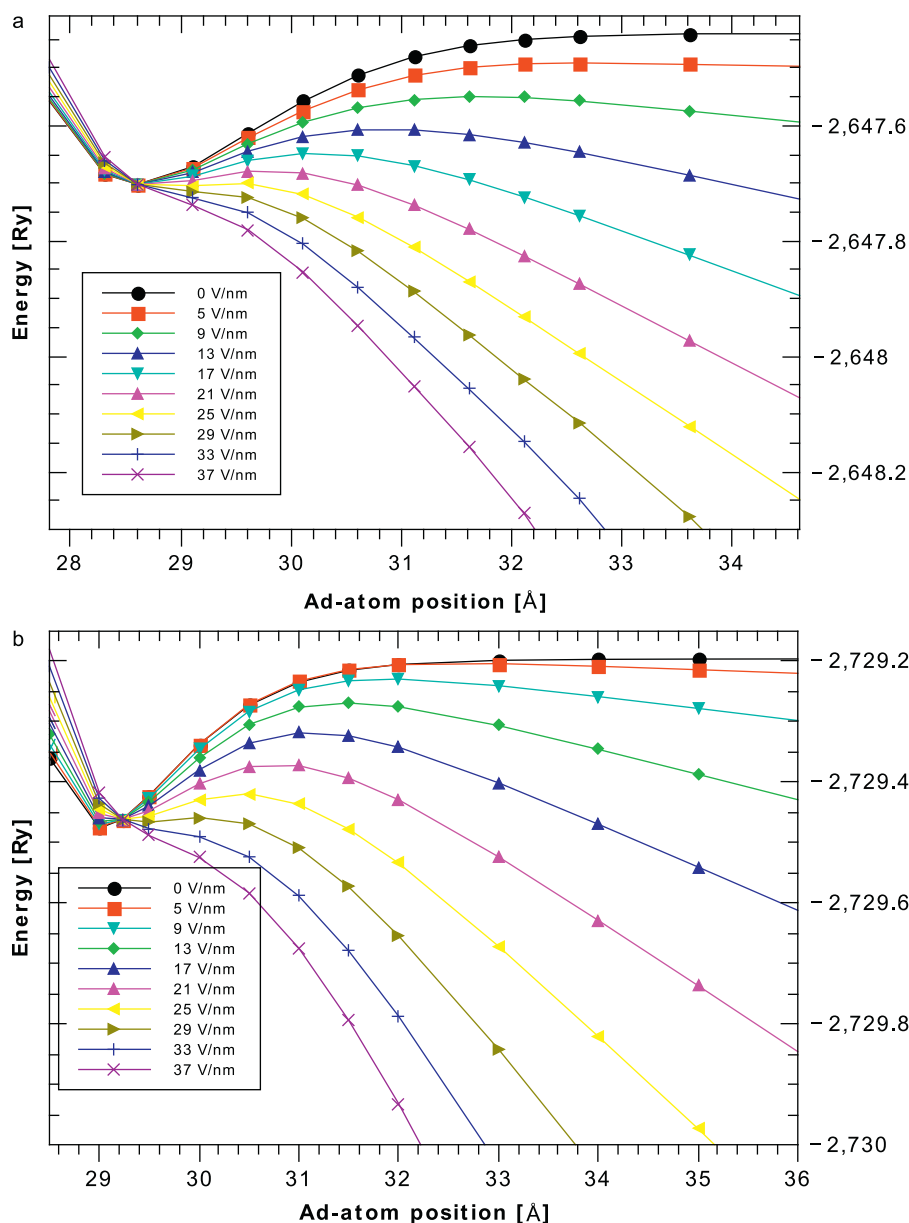 a
Energy [Ry]
−2,647.6
−2,647.8
−2,648
−2,648.2
0 V/nm
5 V/nm
9 V/nm
13 V/nm
17 V/nm
21 V/nm
25 V/nm
29 V/nm
33 V/nm
37 V/nm
28 29 30 31 32 33 34
Ad-atom position [Å]
b
Energy [Ry]
−2,729.2
−2,729.4
−2,729.6
−2,729.8
−2,730
0 V/nm
5 V/nm
9 V/nm
13 V/nm
17 V/nm
21 V/nm
25 V/nm
29 V/nm
33 V/nm
37 V/nm
29 30 31 32 33 34 35 36
Ad-atom position [Å]